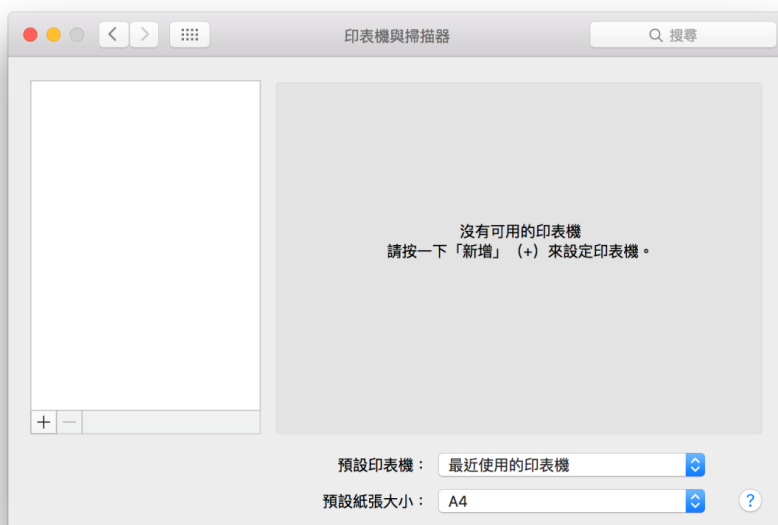 印表機與掃描器
搜尋
沒有可用的印表機
請按一下「新增」（+）來設定印表機。
預設印表機：
最近使用的印表機
預設紙張大小：
A4
?